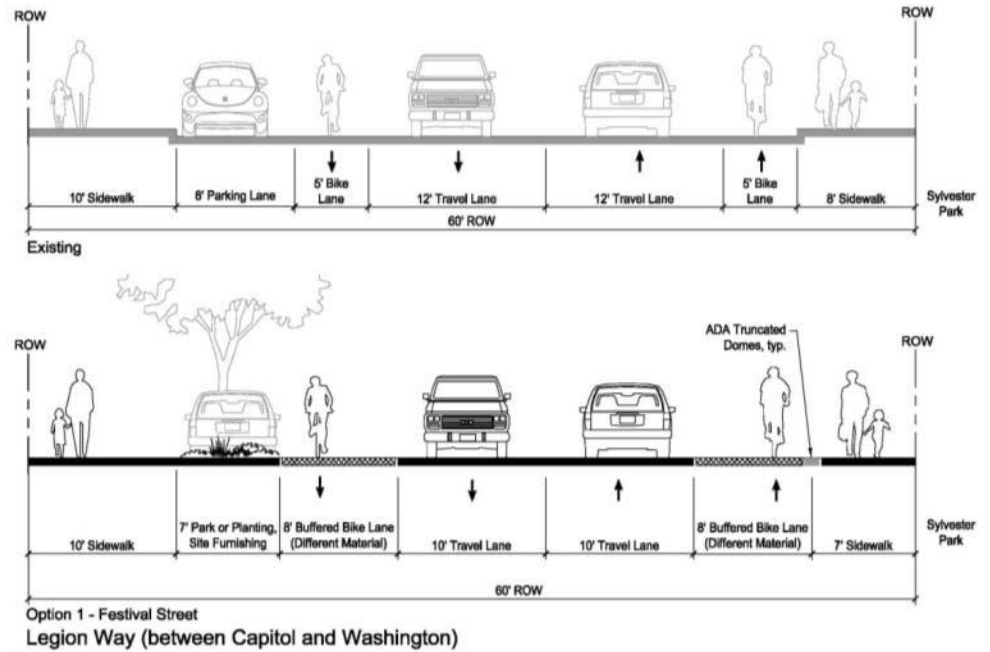 ROW
ROW
10' Sidewalk
8' Parking Lane
5' Bike
Lane
12' Travel Lane
12' Travel Lane
5' Bike
Lane
8' Sidewalk
Sylvester
Park
60' ROW
Existing
ADA Truncated
Domes, typ.
ROW
ROW
10' Sidewalk
7' Park or Planting,
Site Furnishing
8' Buffered Bike Lane
(Different Material)
10' Travel Lane
10' Travel Lane
8' Buffered Bike Lane
(Different Material)
7' Sidewalk
Sylvester
Park
60' ROW
Option 1 - Festival Street
Legion Way (between Capitol and Washington)